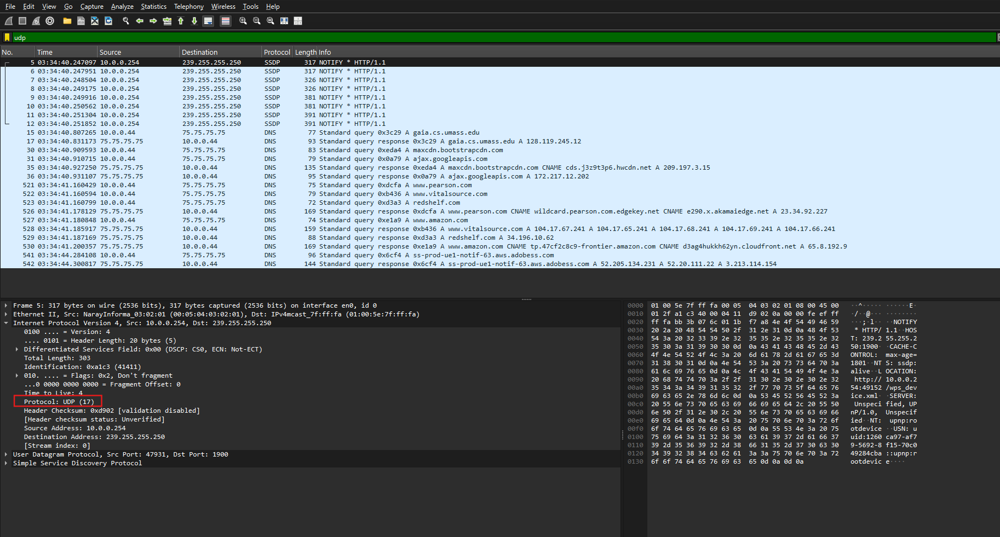 File Edit View Go Capture Analyze Statistics Telephony Wireless Tools Help
udp
No. Time Source Destination Protocol Length Info
5 03:34:40.247097 10.0.0.254 239.255.255.250 SSDP 317 NOTIFY * HTTP/1.1
6 03:34:40.247951 10.0.0.254 239.255.255.250 SSDP 317 NOTIFY * HTTP/1.1
7 03:34:40.248504 10.0.0.254 239.255.255.250 SSDP 326 NOTIFY * HTTP/1.1
8 03:34:40.249175 10.0.0.254 239.255.255.250 SSDP 326 NOTIFY * HTTP/1.1
9 03:34:40.249916 10.0.0.254 239.255.255.250 SSDP 381 NOTIFY * HTTP/1.1
10 03:34:40.250562 10.0.0.254 239.255.255.250 SSDP 381 NOTIFY * HTTP/1.1
11 03:34:40.251304 10.0.0.254 239.255.255.250 SSDP 391 NOTIFY * HTTP/1.1
12 03:34:40.251852 10.0.0.254 239.255.255.250 SSDP 391 NOTIFY * HTTP/1.1
15 03:34:40.807265 10.0.0.44 75.75.75.75 DNS 77 Standard query 0x3c29 A gaia.cs.umass.edu
17 03:34:40.831173 75.75.75.75 10.0.0.44 DNS 93 Standard query response 0x3c29 A gaia.cs.umass.edu A 128.119.245.12
30 03:34:40.909593 10.0.0.44 75.75.75.75 DNS 83 Standard query 0xeda4 A maxcdn.bootstrapcdn.com
31 03:34:40.910715 10.0.0.44 75.75.75.75 DNS 79 Standard query 0x0a79 A ajax.googleapis.com
35 03:34:40.927250 75.75.75.75 10.0.0.44 DNS 135 Standard query response 0xeda4 A maxcdn.bootstrapcdn.com CNAME cds.j3z9t3p6.hwcdn.net A 209.197.3.15
36 03:34:40.931107 75.75.75.75 10.0.0.44 DNS 95 Standard query response 0x0a79 A ajax.googleapis.com A 172.217.12.202
521 03:34:41.160429 10.0.0.44 75.75.75.75 DNS 75 Standard query 0xdcfa A www.pearson.com
522 03:34:41.160594 10.0.0.44 75.75.75.75 DNS 79 Standard query 0xb436 A www.vitalsource.com
523 03:34:41.160799 10.0.0.44 75.75.75.75 DNS 72 Standard query 0xd3a3 A redshelf.com
526 03:34:41.178129 75.75.75.75 10.0.0.44 DNS 169 Standard query response 0xdcfa A www.pearson.com CNAME wildcard.pearson.com.edgekey.net CNAME e290.x.akamaiedge.net A 23.34.92.227
527 03:34:41.180848 10.0.0.44 75.75.75.75 DNS 74 Standard query 0xe1a9 A www.amazon.com
528 03:34:41.185917 75.75.75.75 10.0.0.44 DNS 159 Standard query response 0xb436 A www.vitalsource.com A 104.17.67.241 A 104.17.65.241 A 104.17.68.241 A 104.17.69.241 A 104.17.66.241
529 03:34:41.187169 75.75.75.75 10.0.0.44 DNS 88 Standard query response 0xd3a3 A redshelf.com A 34.196.10.62
530 03:34:41.200357 75.75.75.75 10.0.0.44 DNS 169 Standard query response 0xe1a9 A www.amazon.com CNAME tp.47cf2c8c9-frontier.amazon.com CNAME d3ag4hukkh62yn.cloudfront.net A 65.8.192.9
541 03:34:44.284108 10.0.0.44 75.75.75.75 DNS 96 Standard query 0x6cf4 A ss-prod-ue1-notif-63.aws.adobess.com
542 03:34:44.300817 75.75.75.75 10.0.0.44 DNS 144 Standard query response 0x6cf4 A ss-prod-ue1-notif-63.aws.adobess.com A 52.205.134.231 A 52.20.111.22 A 3.213.114.154
Frame 5: 317 bytes on wire (2536 bits), 317 bytes captured (2536 bits) on interface en0, id 0
Ethernet II, Src: NarayInforma_03:02:01 (00:05:04:03:02:01), Dst: IPv4mcast_7f:ff:fa (01:00:5e:7f:ff:fa)
Internet Protocol Version 4, Src: 10.0.0.254, Dst: 239.255.255.250
0100 .... = Version: 4
.... 0101 = Header Length: 20 bytes (5)
Differentiated Services Field: 0x00 (DSCP: CS0, ECN: Not-ECT)
Total Length: 303
Identification: 0xa1c3 (41411)
010. .... = Flags: 0x2, Don't fragment
...0 0000 0000 0000 = Fragment Offset: 0
Time to Live: 4
Protocol: UDP (17)
Header Checksum: 0xd902 [validation disabled]
[Header checksum status: Unverified]
Source Address: 10.0.0.254
Destination Address: 239.255.255.250
[Stream index: 0]
User Datagram Protocol, Src Port: 47931, Dst Port: 1900
Simple Service Discovery Protocol
0000 01 00 5e 7f ff fa 00 05 04 03 02 01 08 00 45 00 ··^····· ······E·
0010 01 2f a1 c3 40 00 04 11 d9 02 0a 00 00 fe ef ff ·/··@··· ········
0020 ff fa bb 3b 07 6c 01 1b f7 a8 4e 4f 54 49 46 59 ···;·l·· ··NOTIFY
0030 20 2a 20 48 54 54 50 2f 31 2e 31 0d 0a 48 4f 53 * HTTP/ 1.1··HOS
0040 54 3a 20 32 33 39 2e 32 35 35 2e 32 35 35 2e 32 T: 239.2 55.255.2
0050 35 30 3a 31 39 30 30 0d 0a 43 41 43 48 45 2d 43 50:1900· ·CACHE-C
0060 4f 4e 54 52 4f 4c 3a 20 6d 61 78 2d 61 67 65 3d ONTROL: max-age=
0070 31 38 30 31 0d 0a 4e 54 53 3a 20 73 73 64 70 3a 1801··NT S: ssdp:
0080 61 6c 69 76 65 0d 0a 4c 4f 43 41 54 49 4f 4e 3a alive··L OCATION:
0090 20 68 74 74 70 3a 2f 2f 31 30 2e 30 2e 30 2e 32 http:// 10.0.0.2
00a0 35 34 3a 34 39 31 35 32 2f 77 70 73 5f 64 65 76 54:49152 /wps_dev
00b0 69 63 65 2e 78 6d 6c 0d 0a 53 45 52 56 45 52 3a ice.xml· ·SERVER:
00c0 20 55 6e 73 70 65 63 69 66 69 65 64 2c 20 55 50 Unspeci fied, UP
00d0 6e 50 2f 31 2e 30 2c 20 55 6e 73 70 65 63 69 66 nP/1.0, Unspecif
00e0 69 65 64 0d 0a 4e 54 3a 20 75 70 6e 70 3a 72 6f ied··NT: upnp:ro
00f0 6f 74 64 65 76 69 63 65 0d 0a 55 53 4e 3a 20 75 otdevice ··USN: u
0100 75 69 64 3a 31 32 36 30 63 61 39 37 2d 61 66 37 uid:1260 ca97-af7
0110 39 2d 35 36 39 32 2d 38 66 31 35 2d 37 30 63 30 9-5692-8 f15-70c0
0120 34 39 32 38 34 63 62 61 3a 3a 75 70 6e 70 3a 72 49284cba ::upnp:r
0130 6f 6f 74 64 65 76 69 63 65 0d 0a 0d 0a ootdevic e····